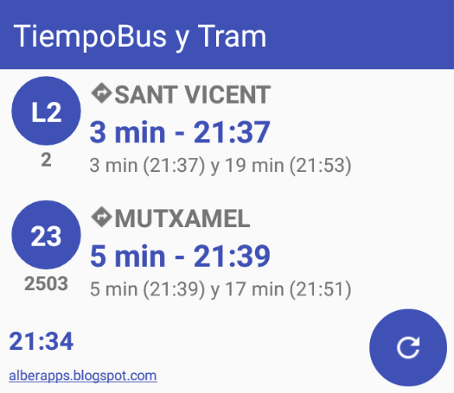 TiempoBus y Tram
L2
SANT VICENT
3 min - 21:37
2
3 min (21:37) y 19 min (21:53)
23
MUTXAMEL
5 min - 21:39
2503
5 min (21:39) y 17 min (21:51)
21:34
alberapps.blogspot.com